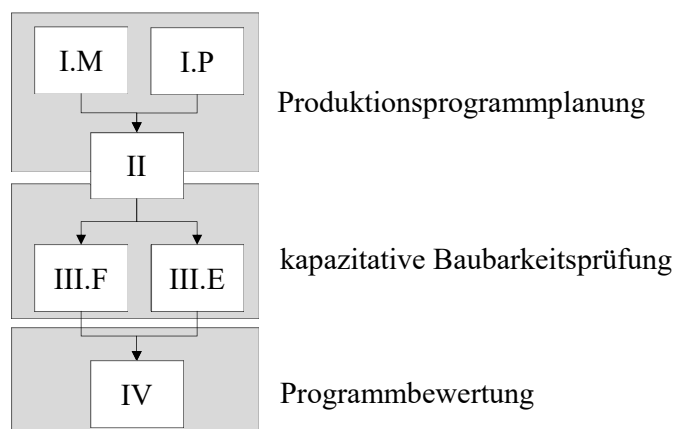 I.M
I.P
Produktionsprogrammplanung
II
III.F
III.E
kapazitative Baubarkeitsprüfung
IV
Programmbewertung